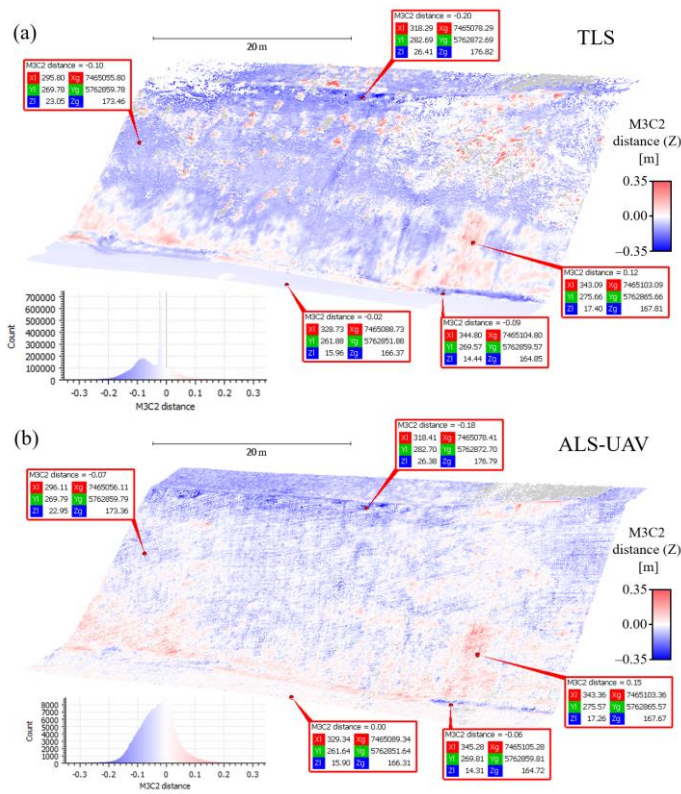 (a)
TLS
20 m
M3C2 distance = -0.20
Xl 318.29 Xg 7465078.29
Yl 282.69 Yg 5762872.69
Zl 26.41 Zg 176.82
M3C2 distance = -0.10
Xl 295.80 Xg 7465055.80
Yl 269.78 Yg 5762859.78
Zl 23.05 Zg 173.46
M3C2
distance (Z)
[m]
0.35
0.00
−0.35
M3C2 distance = 0.12
Xl 343.09 Xg 7465103.09
Yl 275.66 Yg 5762865.66
Zl 17.40 Zg 167.81
M3C2 distance = -0.02
Xl 328.73 Xg 7465088.73
Yl 261.88 Yg 5762851.88
Zl 15.96 Zg 166.37
M3C2 distance = -0.09
Xl 344.80 Xg 7465104.80
Yl 269.57 Yg 5762859.57
Zl 14.44 Zg 164.85
Count
700000
600000
500000
400000
300000
200000
100000
0
-0.3 -0.2 -0.1 0 0.1 0.2 0.3
M3C2 distance
(b)
ALS-UAV
20 m
M3C2 distance = -0.18
Xl 318.41 Xg 7465078.41
Yl 282.70 Yg 5762872.70
Zl 26.38 Zg 176.79
M3C2 distance = -0.07
Xl 296.11 Xg 7465056.11
Yl 269.79 Yg 5762859.79
Zl 22.95 Zg 173.36
M3C2
distance (Z)
[m]
0.35
0.00
−0.35
M3C2 distance = 0.15
Xl 343.36 Xg 7465103.36
Yl 275.57 Yg 5762865.57
Zl 17.26 Zg 167.67
M3C2 distance = 0.00
Xl 329.34 Xg 7465089.34
Yl 261.64 Yg 5762851.64
Zl 15.90 Zg 166.31
M3C2 distance = -0.06
Xl 345.28 Xg 7465105.28
Yl 269.81 Yg 5762859.81
Zl 14.31 Zg 164.72
Count
8000
7000
6000
5000
4000
3000
2000
1000
0
-0.3 -0.2 -0.1 0 0.1 0.2 0.3
M3C2 distance